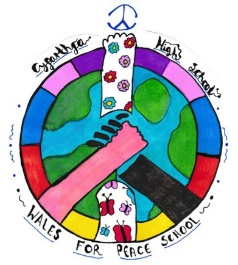 Cyfarthfa High School's
WALES FOR PEACE SCHOOL